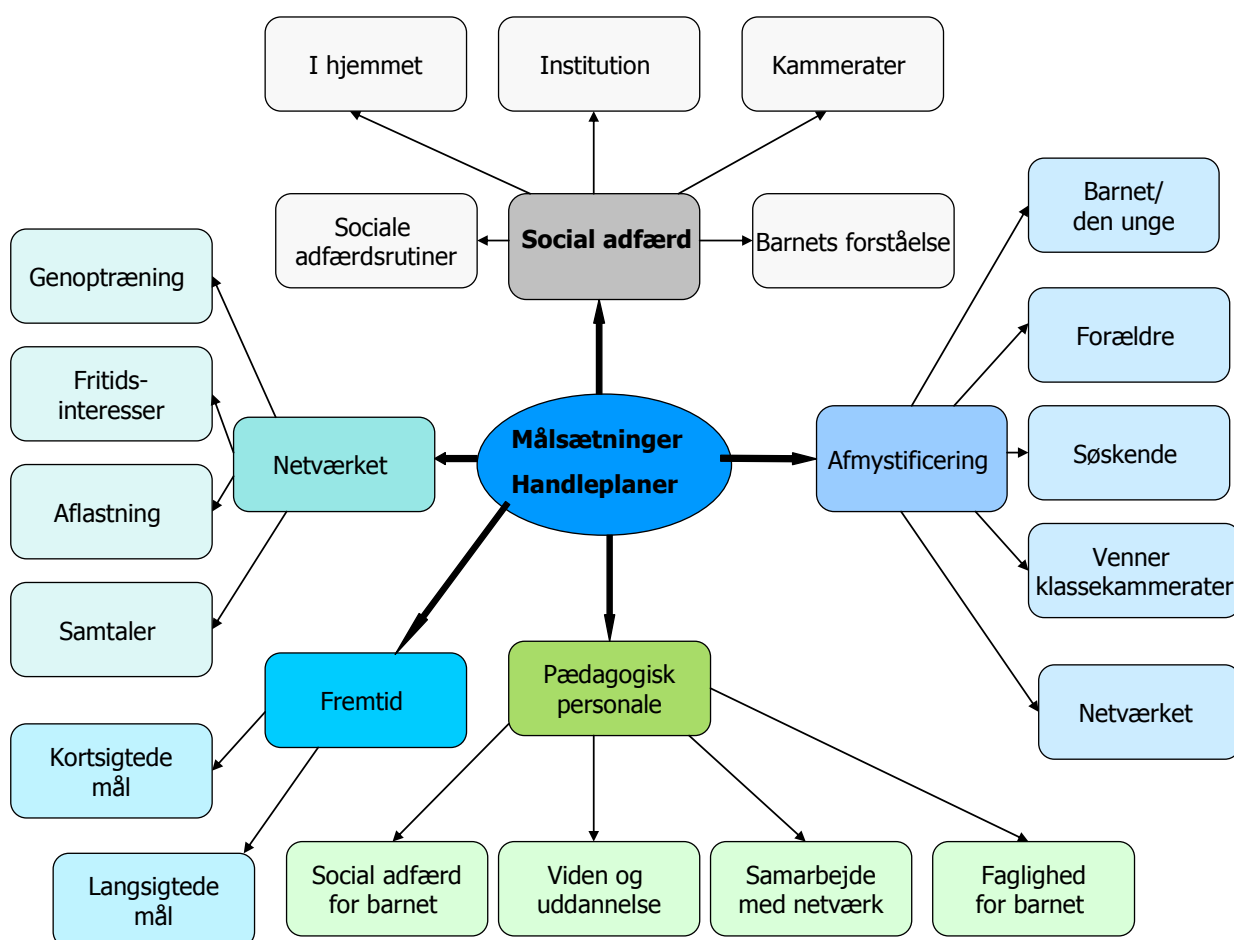 I hjemmet
Institution
Kammerater
Sociale
adfærdsrutiner
Social adfærd
Barnets forståelse
Barnet/
den unge
Forældre
Søskende
Venner
klassekammerater
Netværket
Afmystificering
Målsætninger
Handleplaner
Genoptræning
Fritids-
interesser
Netværket
Aflastning
Samtaler
Fremtid
Kortsigtede
mål
Langsigtede
mål
Pædagogisk
personale
Social adfærd
for barnet
Viden og
uddannelse
Samarbejde
med netværk
Faglighed
for barnet